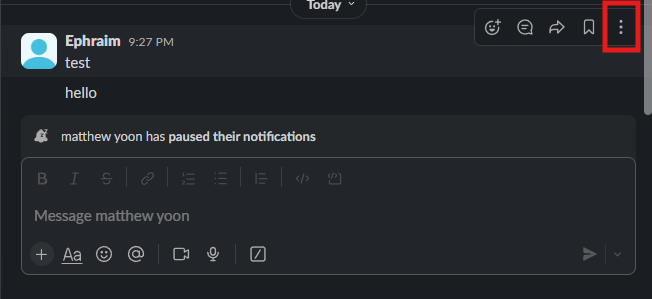 Today
Ephraim 9:27 PM
test
hello
matthew yoon has paused their notifications
B I S
Message matthew yoon
Aa